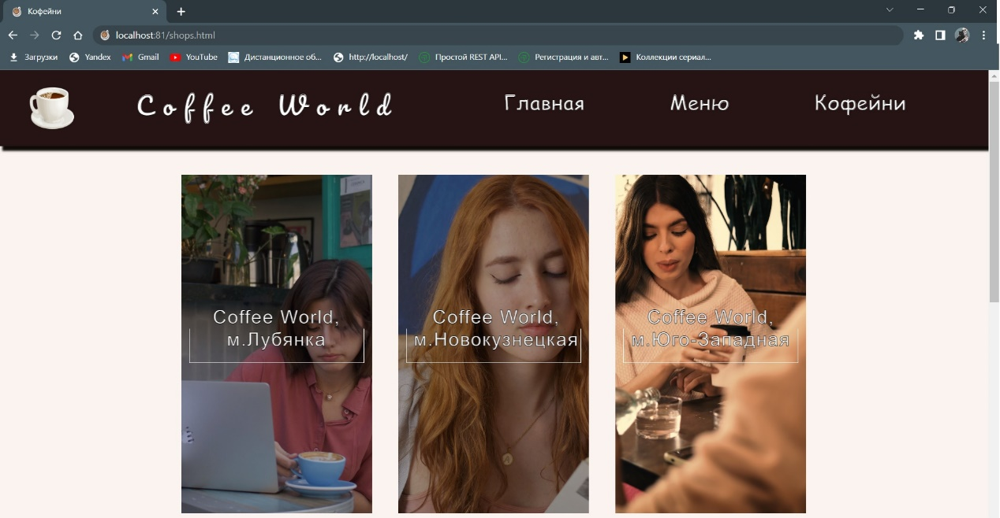 Кофейни
localhost:81/shops.html
Загрузки
Yandex
Gmail
YouTube
Дистанционное об...
http://localhost/
Простой REST API...
Регистрация и авт...
Коллекции сериал...
Coffee World
Главная
Меню
Кофейни
Coffee World,
м.Лубянка
Coffee World,
м.Новокузнецкая
Coffee World,
м.Юго-Западная